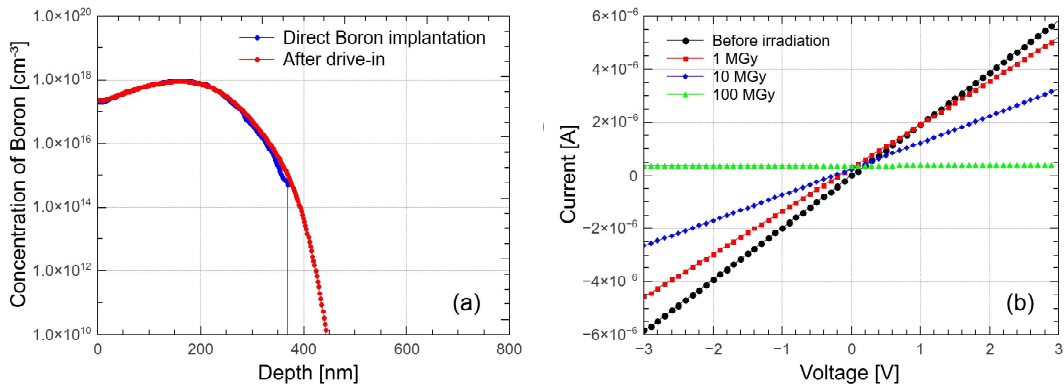 1.0×10²⁰
1.0×10¹⁸
1.0×10¹⁶
1.0×10¹⁴
1.0×10¹²
1.0×10¹⁰
Concentration of Boron [cm⁻³]
Direct Boron implantation
After drive-in
(a)
0 200 400 600 800
Depth [nm]
6×10⁻⁶
4×10⁻⁶
2×10⁻⁶
0
−2×10⁻⁶
−4×10⁻⁶
−6×10⁻⁶
Current [A]
Before irradiation
1 MGy
10 MGy
100 MGy
(b)
−3 −2 −1 0 1 2 3
Voltage [V]